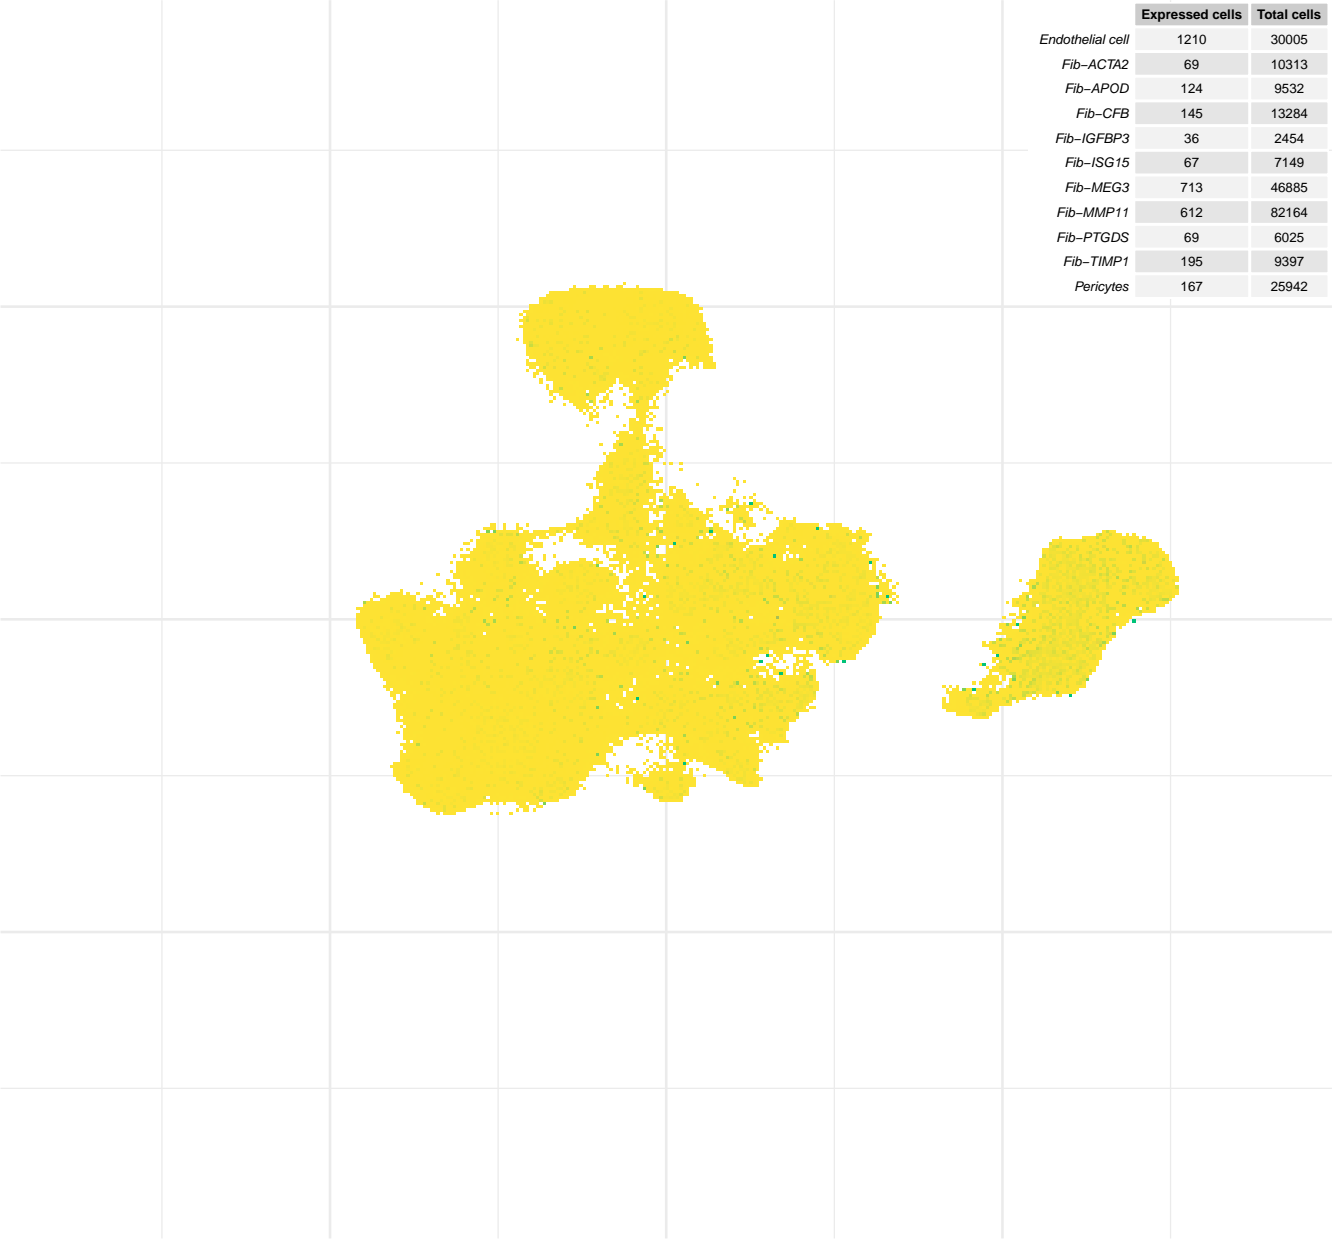 Expressed cells Total cells
Endothelial cell 1210 30005
Fib−ACTA2 69 10313
Fib−APOD 124 9532
Fib−CFB 145 13284
Fib−IGFBP3 36 2454
Fib−ISG15 67 7149
Fib−MEG3 713 46885
Fib−MMP11 612 82164
Fib−PTGDS 69 6025
Fib−TIMP1 195 9397
Pericytes 167 25942